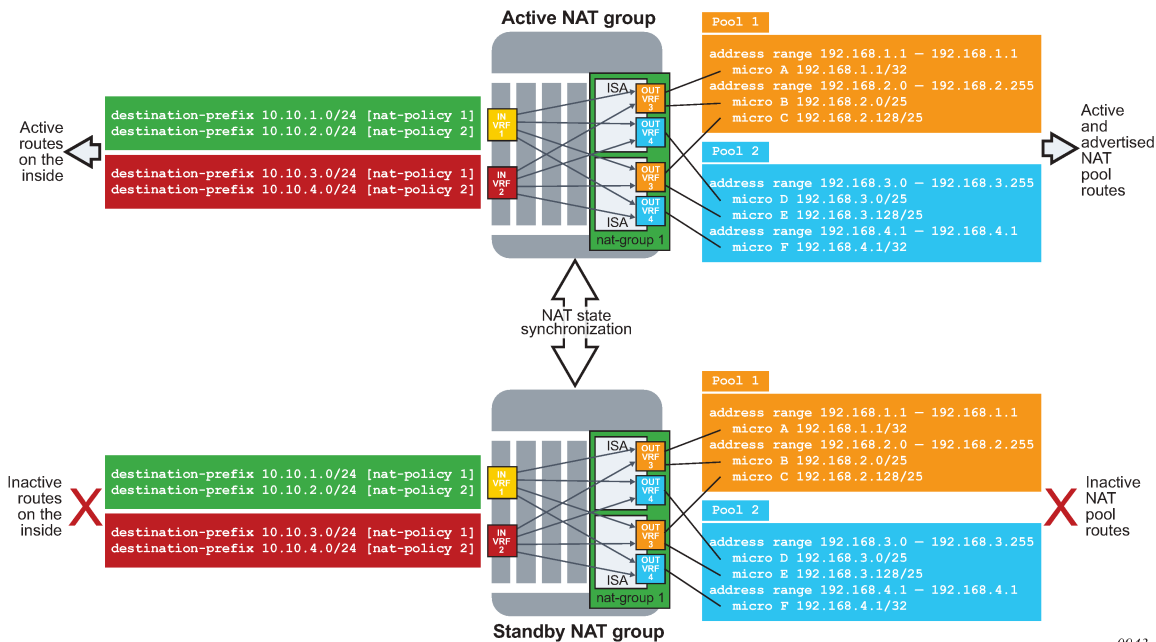 Active NAT group
Active
routes
on the
inside
destination-prefix 10.10.1.0/24 [nat-policy 1]
destination-prefix 10.10.2.0/24 [nat-policy 2]
destination-prefix 10.10.3.0/24 [nat-policy 1]
destination-prefix 10.10.4.0/24 [nat-policy 2]
IN
VRF
1
IN
VRF
2
ISA
OUT
VRF
3
OUT
VRF
4
OUT
VRF
3
OUT
VRF
4
ISA
nat-group 1
Pool 1
address range 192.168.1.1 – 192.168.1.1
micro A 192.168.1.1/32
address range 192.168.2.0 – 192.168.2.255
micro B 192.168.2.0/25
micro C 192.168.2.128/25
Pool 2
address range 192.168.3.0 – 192.168.3.255
micro D 192.168.3.0/25
micro E 192.168.3.128/25
address range 192.168.4.1 – 192.168.4.1
micro F 192.168.4.1/32
Active
and
advertised
NAT
pool
routes
NAT state
synchronization
Inactive
routes
on the
inside
destination-prefix 10.10.1.0/24 [nat-policy 1]
destination-prefix 10.10.2.0/24 [nat-policy 2]
destination-prefix 10.10.3.0/24 [nat-policy 1]
destination-prefix 10.10.4.0/24 [nat-policy 2]
IN
VRF
1
IN
VRF
2
ISA
OUT
VRF
3
OUT
VRF
4
OUT
VRF
3
OUT
VRF
4
ISA
nat-group 1
Pool 1
address range 192.168.1.1 – 192.168.1.1
micro A 192.168.1.1/32
address range 192.168.2.0 – 192.168.2.255
micro B 192.168.2.0/25
micro C 192.168.2.128/25
Pool 2
address range 192.168.3.0 – 192.168.3.255
micro D 192.168.3.0/25
micro E 192.168.3.128/25
address range 192.168.4.1 – 192.168.4.1
micro F 192.168.4.1/32
Inactive
NAT
pool
routes
Standby NAT group